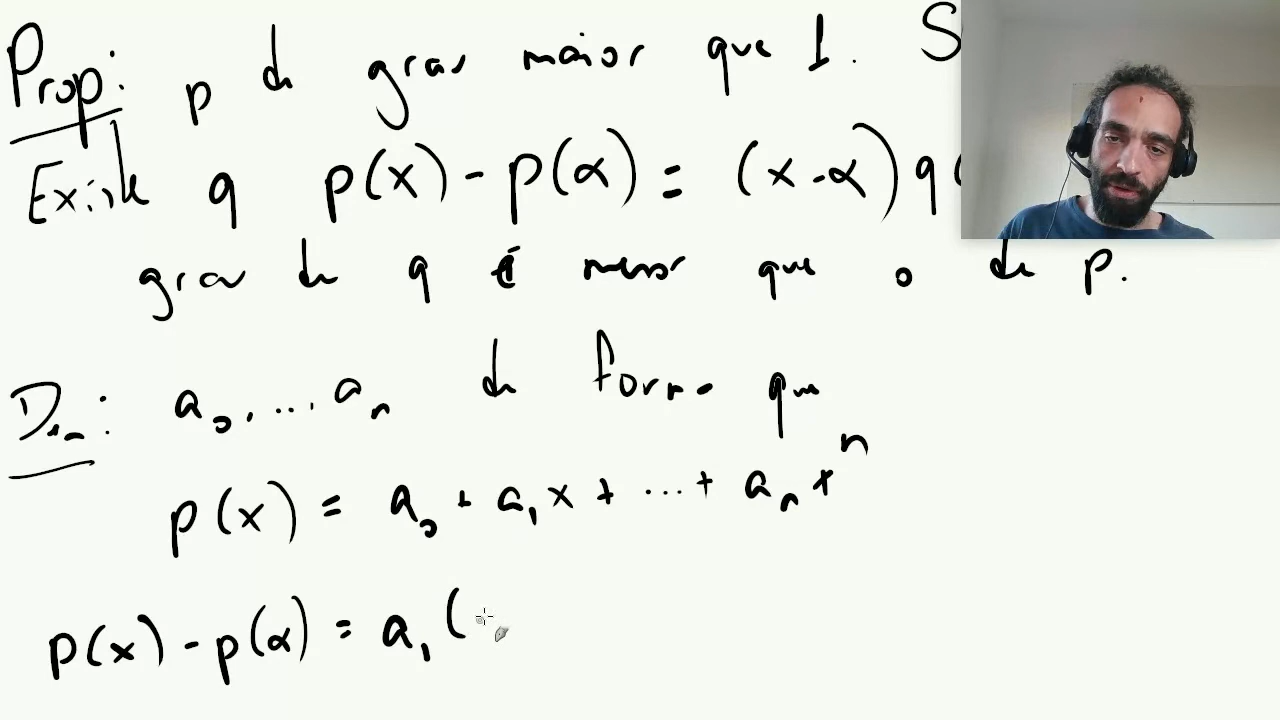 Prop: p de grau maior que 1. S
Existe q p(x) - p(α) = (x-α) q(
grau de q é menor que o de p.
Dem: a₀, ... aₙ de forma que
p(x) = a₀ + a₁x + ... + aₙxⁿ
p(x) - p(α) = a₁(